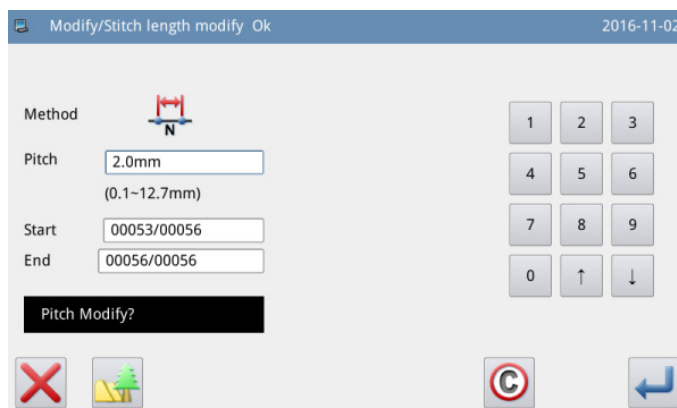 Modify/Stitch length modify Ok
2016-11-02
Method
N
Pitch
2.0mm
(0.1~12.7mm)
Start
00053/00056
End
00056/00056
Pitch Modify?
1 2 3
4 5 6
7 8 9
0 ↑ ↓
C